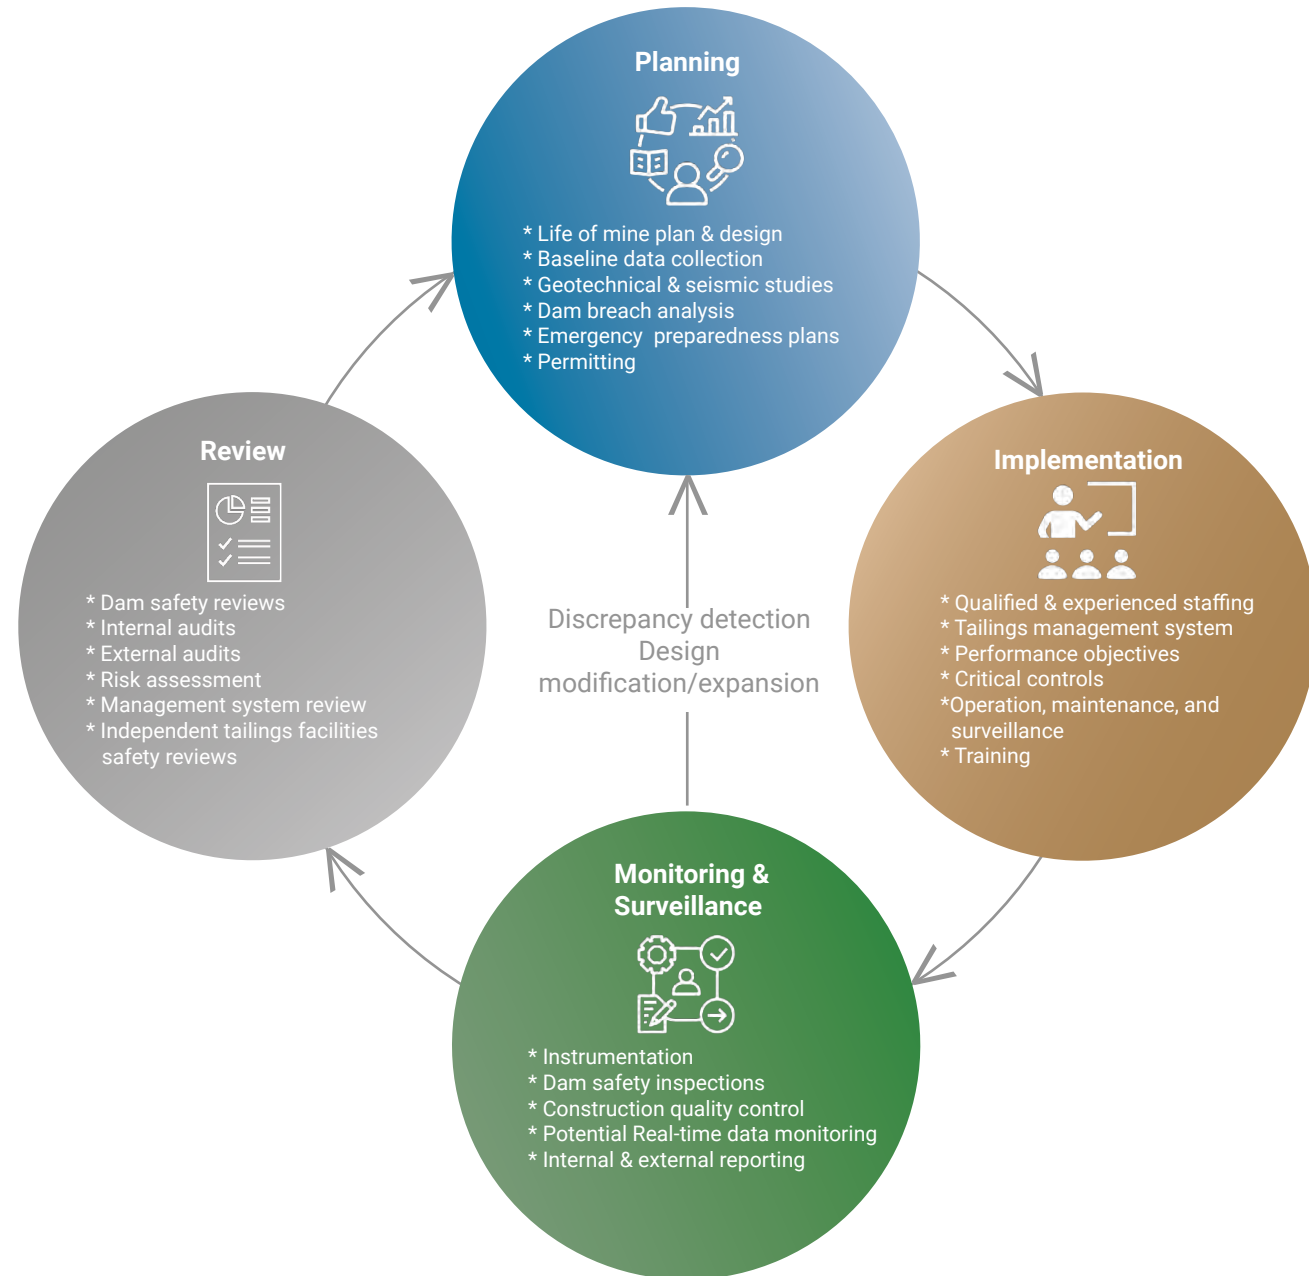 Planning
* Life of mine plan & design
* Baseline data collection
* Geotechnical & seismic studies
* Dam breach analysis
* Emergency  preparedness plans
* Permitting
Review
* Dam safety reviews
* Internal audits
* External audits
* Risk assessment
* Management system review
* Independent tailings facilities
safety reviews
Discrepancy detection
Design
modification/expansion
Implementation
* Qualified & experienced staffing
* Tailings management system
* Performance objectives
* Critical controls
*Operation, maintenance, and
surveillance
* Training
Monitoring &
Surveillance
* Instrumentation
* Dam safety inspections
* Construction quality control
* Potential Real-time data monitoring
* Internal & external reporting